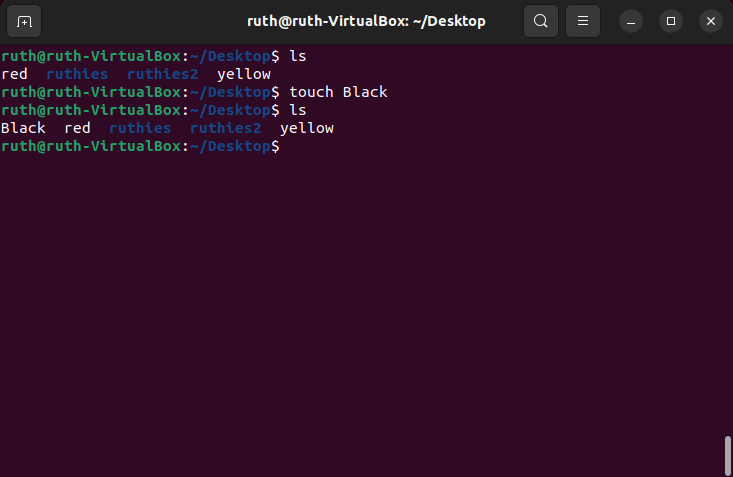 ruth@ruth-VirtualBox: ~/Desktop
ruth@ruth-VirtualBox:~/Desktop$ ls
red  ruthies  ruthies2  yellow
ruth@ruth-VirtualBox:~/Desktop$ touch Black
ruth@ruth-VirtualBox:~/Desktop$ ls
Black  red  ruthies  ruthies2  yellow
ruth@ruth-VirtualBox:~/Desktop$